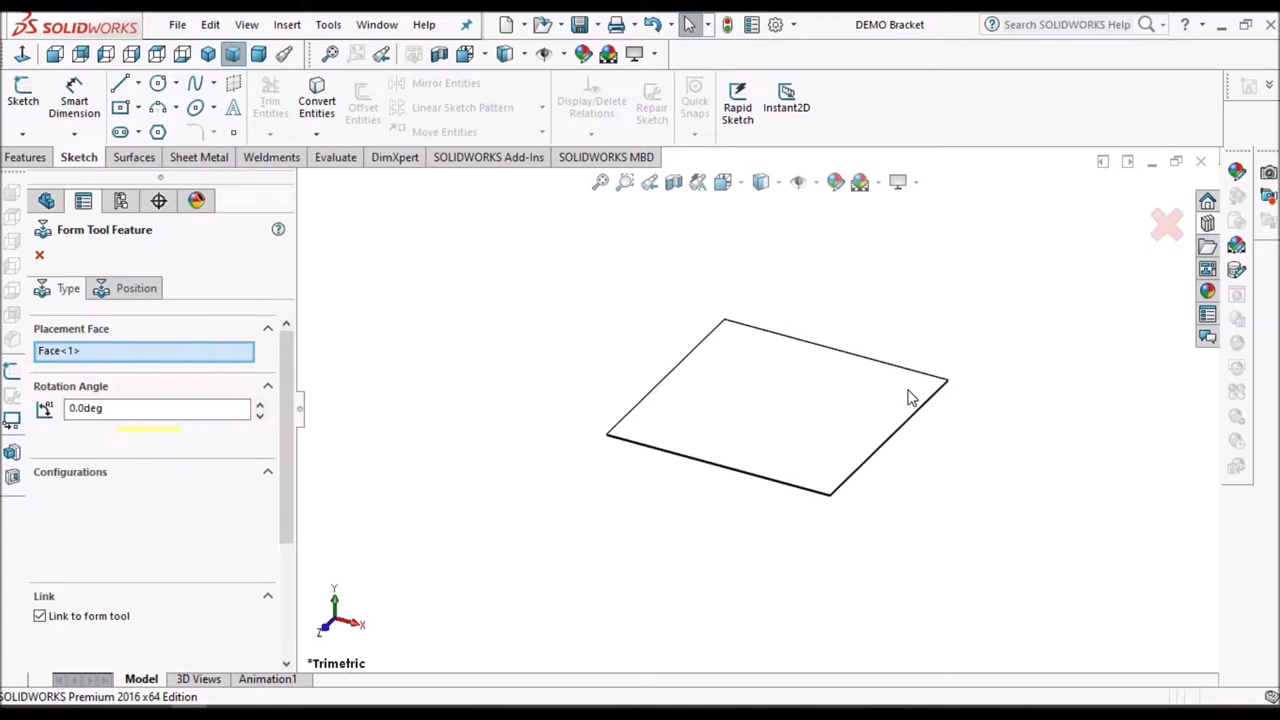 SOLIDWORKS File Edit View Insert Tools Window Help DEMO Bracket Search SOLIDWORKS Help ?
Sketch
Smart Dimension
Trim Entities
Convert Entities
Offset Entities
Mirror Entities
Linear Sketch Pattern
Move Entities
Display/Delete Relations
Repair Sketch
Quick Snaps
Rapid Sketch
Instant2D
Features Sketch Surfaces Sheet Metal Weldments Evaluate DimXpert SOLIDWORKS Add-Ins SOLIDWORKS MBD
Form Tool Feature ?
Type Position
Placement Face
Face<1>
Rotation Angle
A1 0.0deg
Configurations
Link
Link to form tool
Y
X
Z
*Trimetric
Model 3D Views Animation1
SOLIDWORKS Premium 2016 x64 Edition